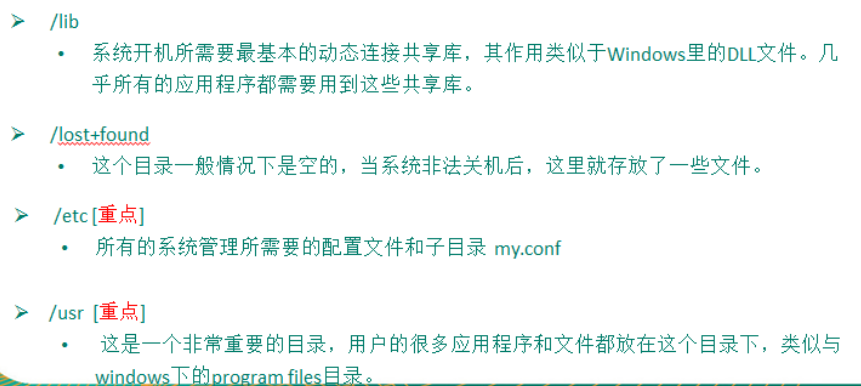 ➢ /lib
• 系统开机所需要最基本的动态连接共享库，其作用类似于Windows里的DLL文件。几
乎所有的应用程序都需要用到这些共享库。
➢ /lost+found
• 这个目录一般情况下是空的，当系统非法关机后，这里就存放了一些文件。
➢ /etc [重点]
• 所有的系统管理所需要的配置文件和子目录 my.conf
➢ /usr [重点]
• 这是一个非常重要的目录，用户的很多应用程序和文件都放在这个目录下，类似与
windows下的program files目录。